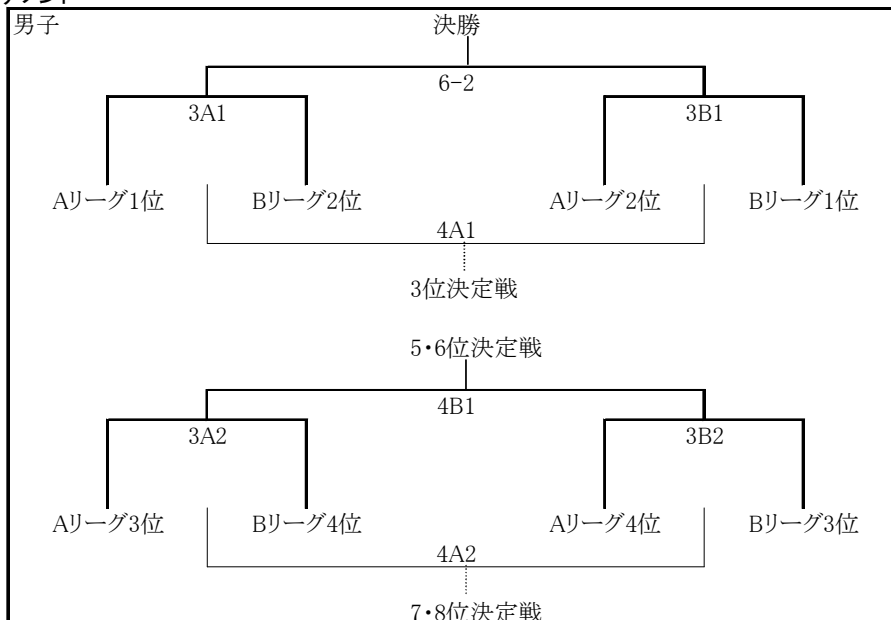 男子
決勝
6-2
3A1 3B1
Aリーグ1位 Bリーグ2位 Aリーグ2位 Bリーグ1位
4A1
3位決定戦
5・6位決定戦
4B1
3A2 3B2
Aリーグ3位 Bリーグ4位 Aリーグ4位 Bリーグ3位
4A2
7・8位決定戦